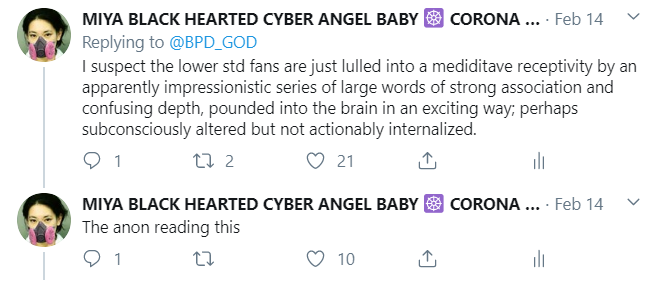 MIYA BLACK HEARTED CYBER ANGEL BABY ☸ CORONA ... · Feb 14
Replying to @BPD_GOD
I suspect the lower std fans are just lulled into a mediditave receptivity by an
apparently impressionistic series of large words of strong association and
confusing depth, pounded into the brain in an exciting way; perhaps
subconsciously altered but not actionably internalized.
1 2 21
MIYA BLACK HEARTED CYBER ANGEL BABY ☸ CORONA ... · Feb 14
The anon reading this
1 10